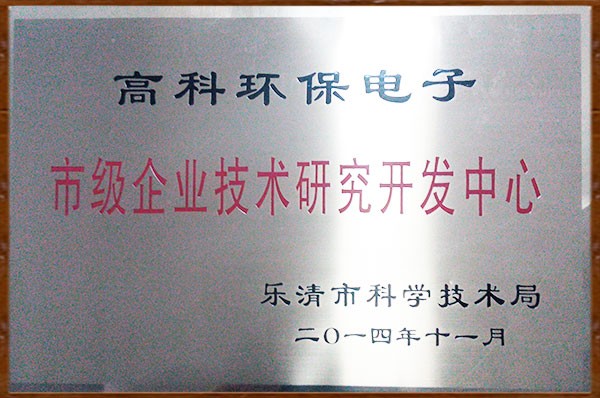 高科环保电子
市级企业技术研究开发中心
乐清市科学技术局
二〇一四年十一月